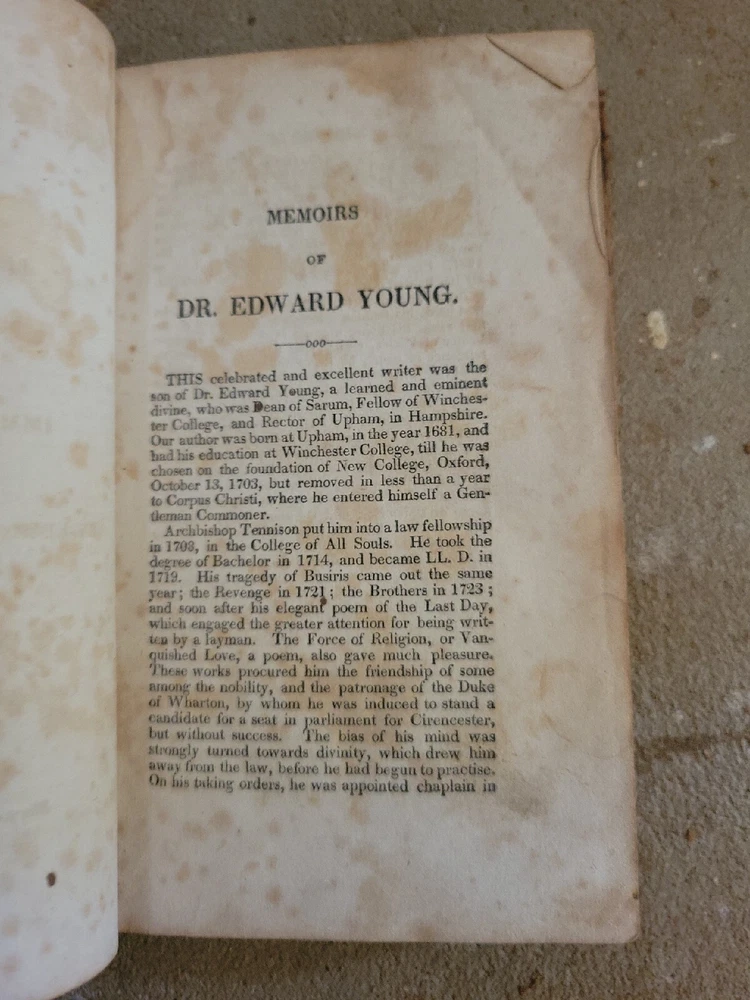 MEMOIRS
OF
DR. EDWARD YOUNG.
ooo
THIS celebrated and excellent writer was the
son of Dr. Edward Young, a learned and eminent
divine, who was Dean of Sarum, Fellow of Winches-
ter College, and Rector of Upham, in Hampshire.
Our author was born at Upham, in the year 1681, and
had his education at Winchester College, till he was
chosen on the foundation of New College, Oxford,
October 13, 1703, but removed in less than a year
to Corpus Christi, where he entered himself a Gen-
tleman Commoner.
Archbishop Tennison put him into a law fellowship
in 1708, in the College of All Souls. He took the
degree of Bachelor in 1714, and became LL. D. in
1719. His tragedy of Busiris came out the same
year; the Revenge in 1721; the Brothers in 1723;
and soon after his elegant poem of the Last Day,
which engaged the greater attention for being writ-
ten by a layman. The Force of Religion, or Van-
quished Love, a poem, also gave much pleasure.
These works procured him the friendship of some
among the nobility, and the patronage of the Duke
of Wharton, by whom he was induced to stand a
candidate for a seat in parliament for Cirencester,
but without success. The bias of his mind was
strongly turned towards divinity, which drew him
away from the law, before he had begun to practise.
On his taking orders, he was appointed chaplain in